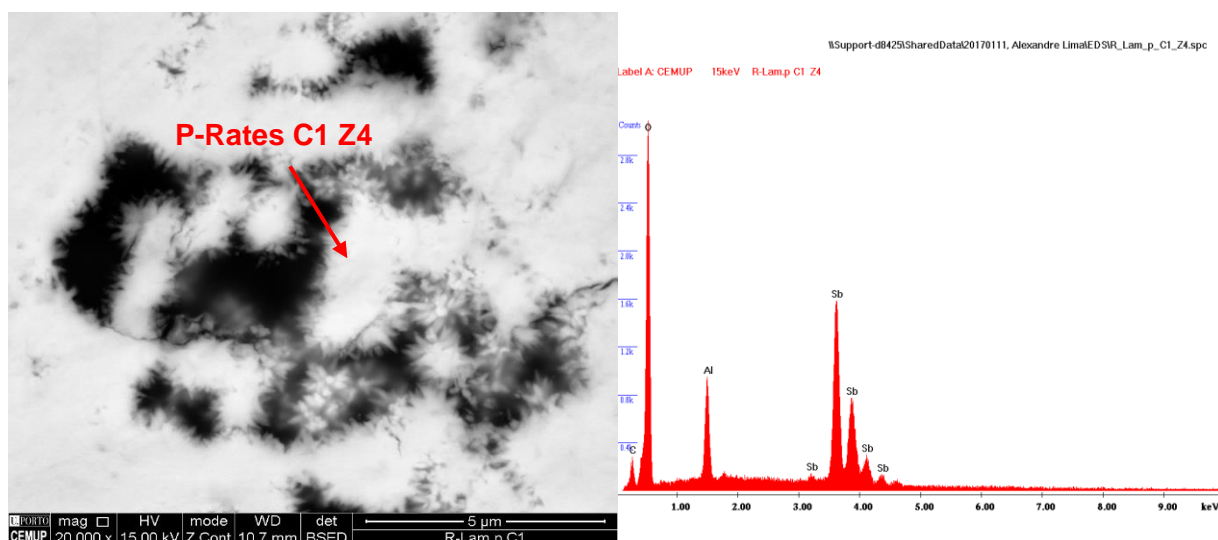 P-Rates C1 Z4
U.PORTO
CEMUP
mag
20 000 x
HV
15.00 kV
mode
Z Cont
WD
10.7 mm
det
BSED
5 µm
R-Lam.p C1
\\Support-d8425\SharedData\20170111, Alexandre Lima\EDS\R_Lam_p_C1_Z4.spc
Label A: CEMUP 15keV R-Lam.p C1 Z4
Counts
2.8k
2.4k
2.0k
1.6k
1.2k
0.8k
0.4k
C
O
Al
Sb
Sb
Sb
Sb
Sb
1.00 2.00 3.00 4.00 5.00 6.00 7.00 8.00 9.00 keV